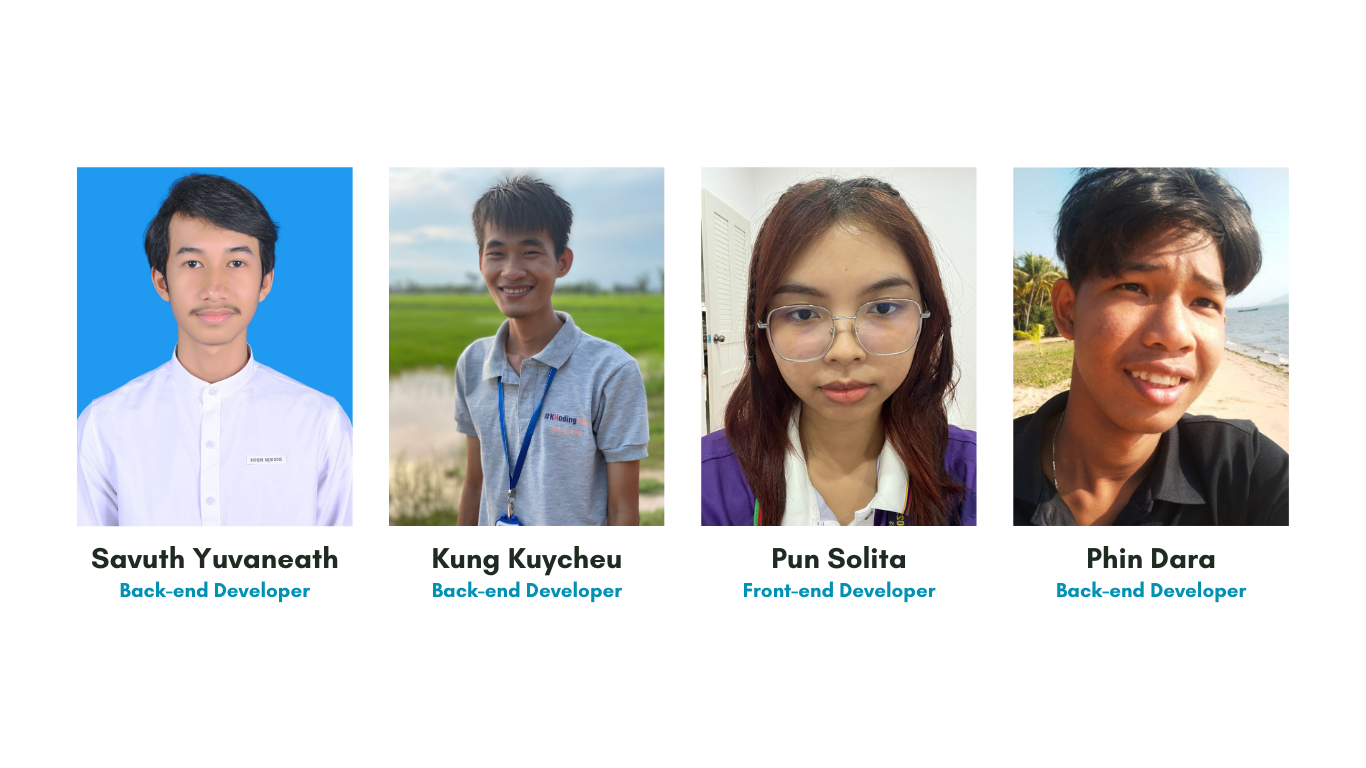 #KHoding
Savuth Yuvaneath
Back-end Developer
Kung Kuycheu
Back-end Developer
Pun Solita
Front-end Developer
Phin Dara
Back-end Developer